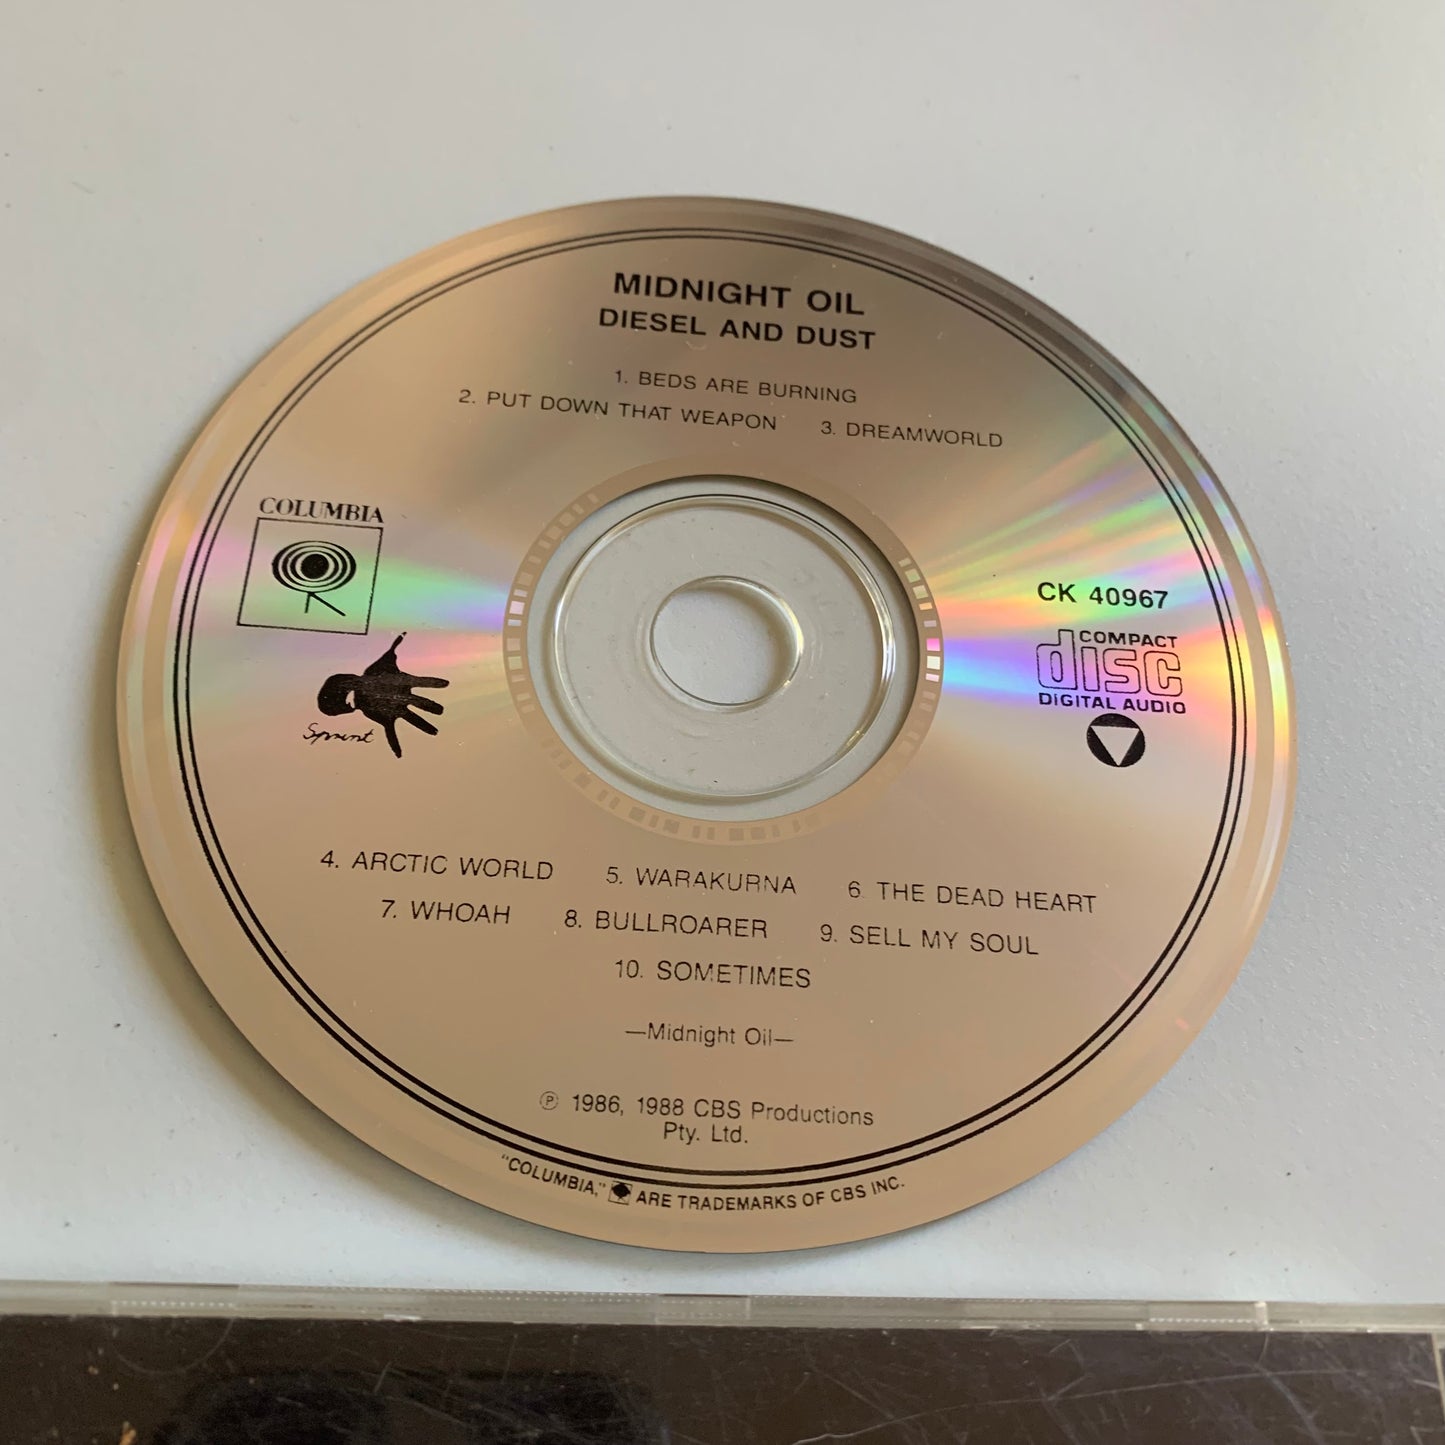 MIDNIGHT OIL
DIESEL AND DUST
1. BEDS ARE BURNING
2. PUT DOWN THAT WEAPON 3. DREAMWORLD
COLUMBIA
Sprint
CK 40967
COMPACT
disc
DIGITAL AUDIO
4. ARCTIC WORLD 5. WARAKURNA 6. THE DEAD HEART
7. WHOAH 8. BULLROARER 9. SELL MY SOUL
10. SOMETIMES
—Midnight Oil—
℗ 1986, 1988 CBS Productions
Pty. Ltd.
"COLUMBIA," ARE TRADEMARKS OF CBS INC.